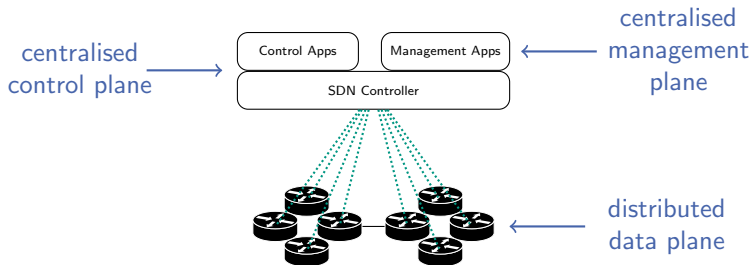 centralised
control plane
Control Apps
Management Apps
SDN Controller
centralised
management
plane
distributed
data plane